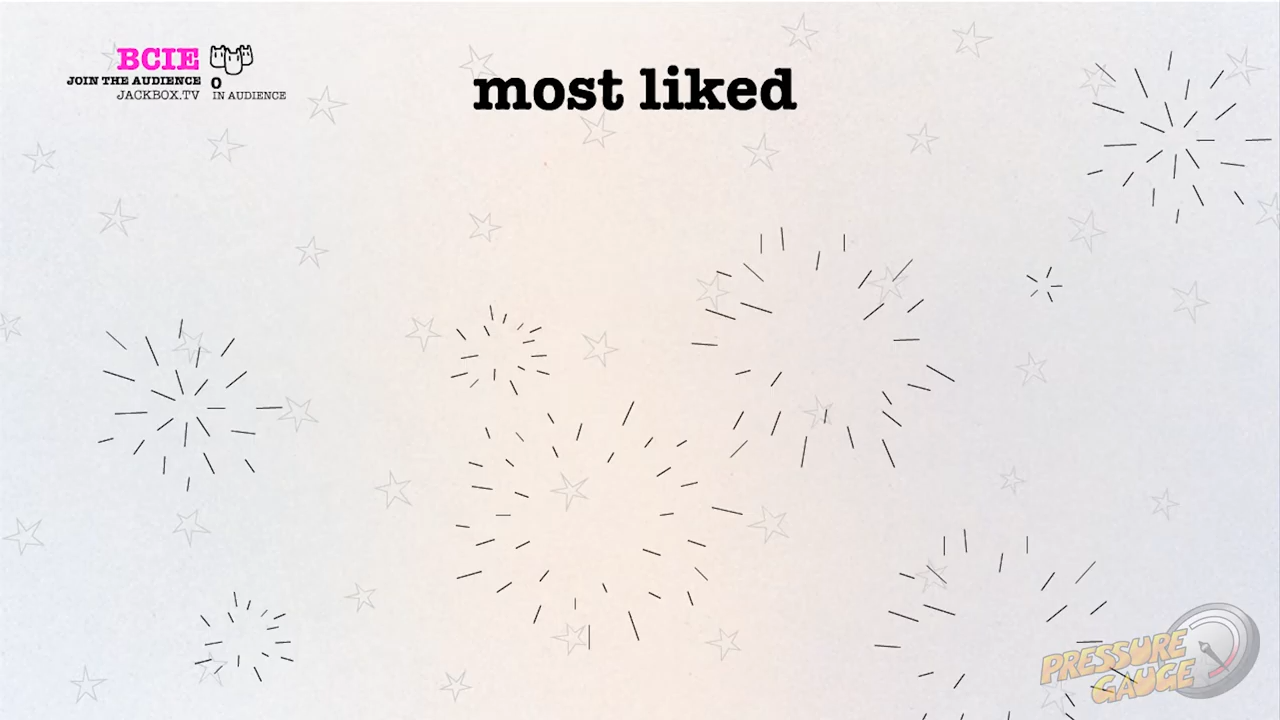 BCIE
JOIN THE AUDIENCE
JACKBOX.TV
0
IN AUDIENCE
most liked
PRESSURE
GAUGE